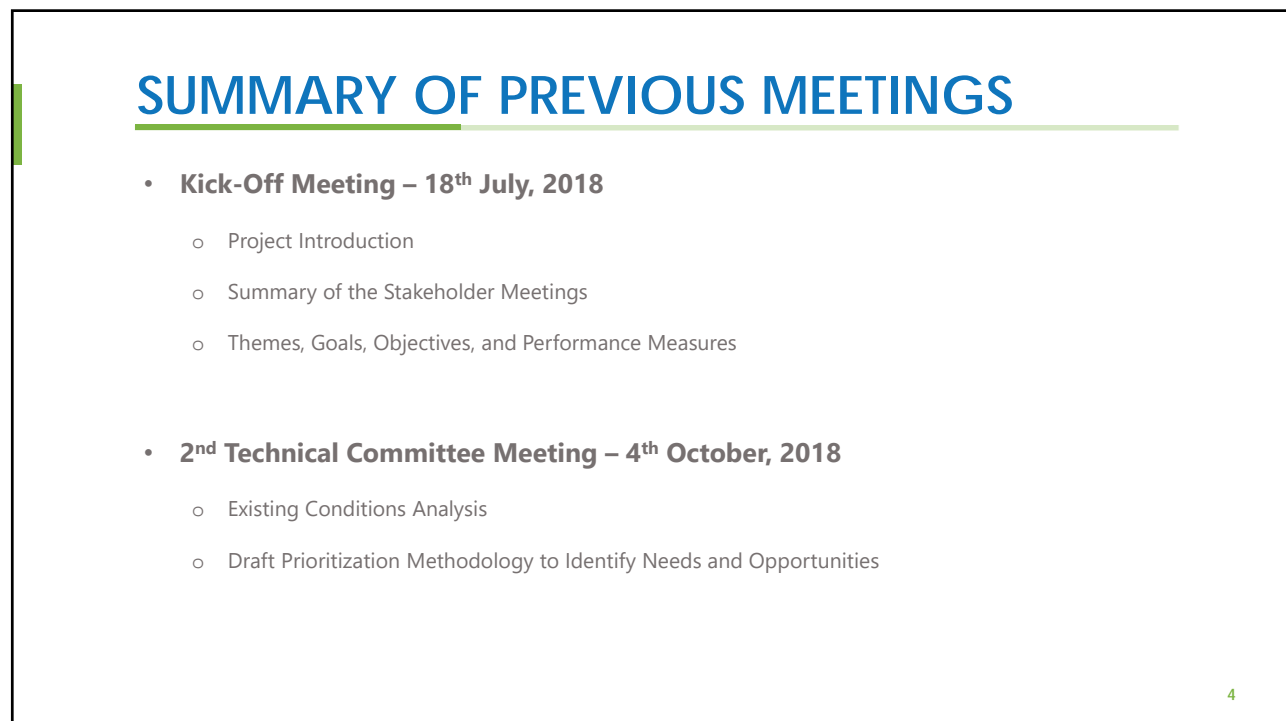 SUMMARY OF PREVIOUS MEETINGS
• Kick-Off Meeting – 18th July, 2018
o Project Introduction
o Summary of the Stakeholder Meetings
o Themes, Goals, Objectives, and Performance Measures
• 2nd Technical Committee Meeting – 4th October, 2018
o Existing Conditions Analysis
o Draft Prioritization Methodology to Identify Needs and Opportunities
4